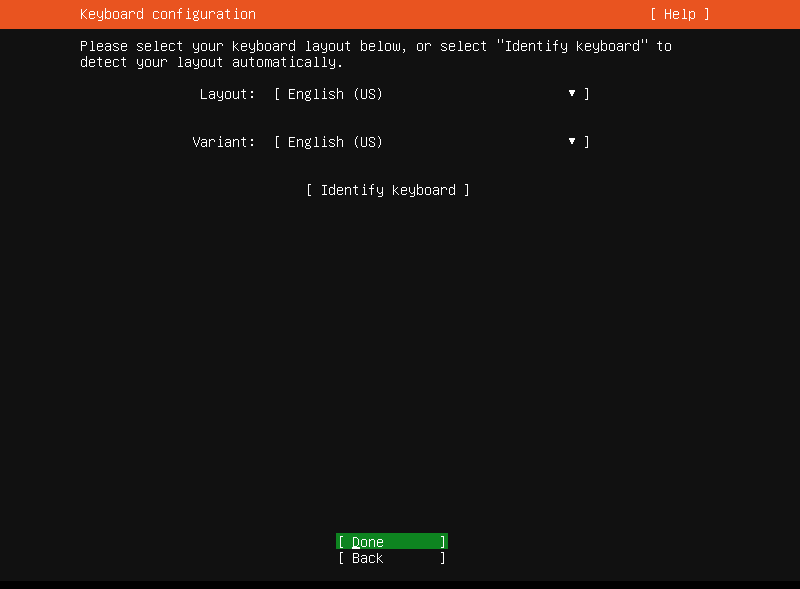 Keyboard configuration [ Help ]
Please select your keyboard layout below, or select "Identify keyboard" to
detect your layout automatically.
Layout: [ English (US) ▾ ]
Variant: [ English (US) ▾ ]
[ Identify keyboard ]
[ Done ]
[ Back ]